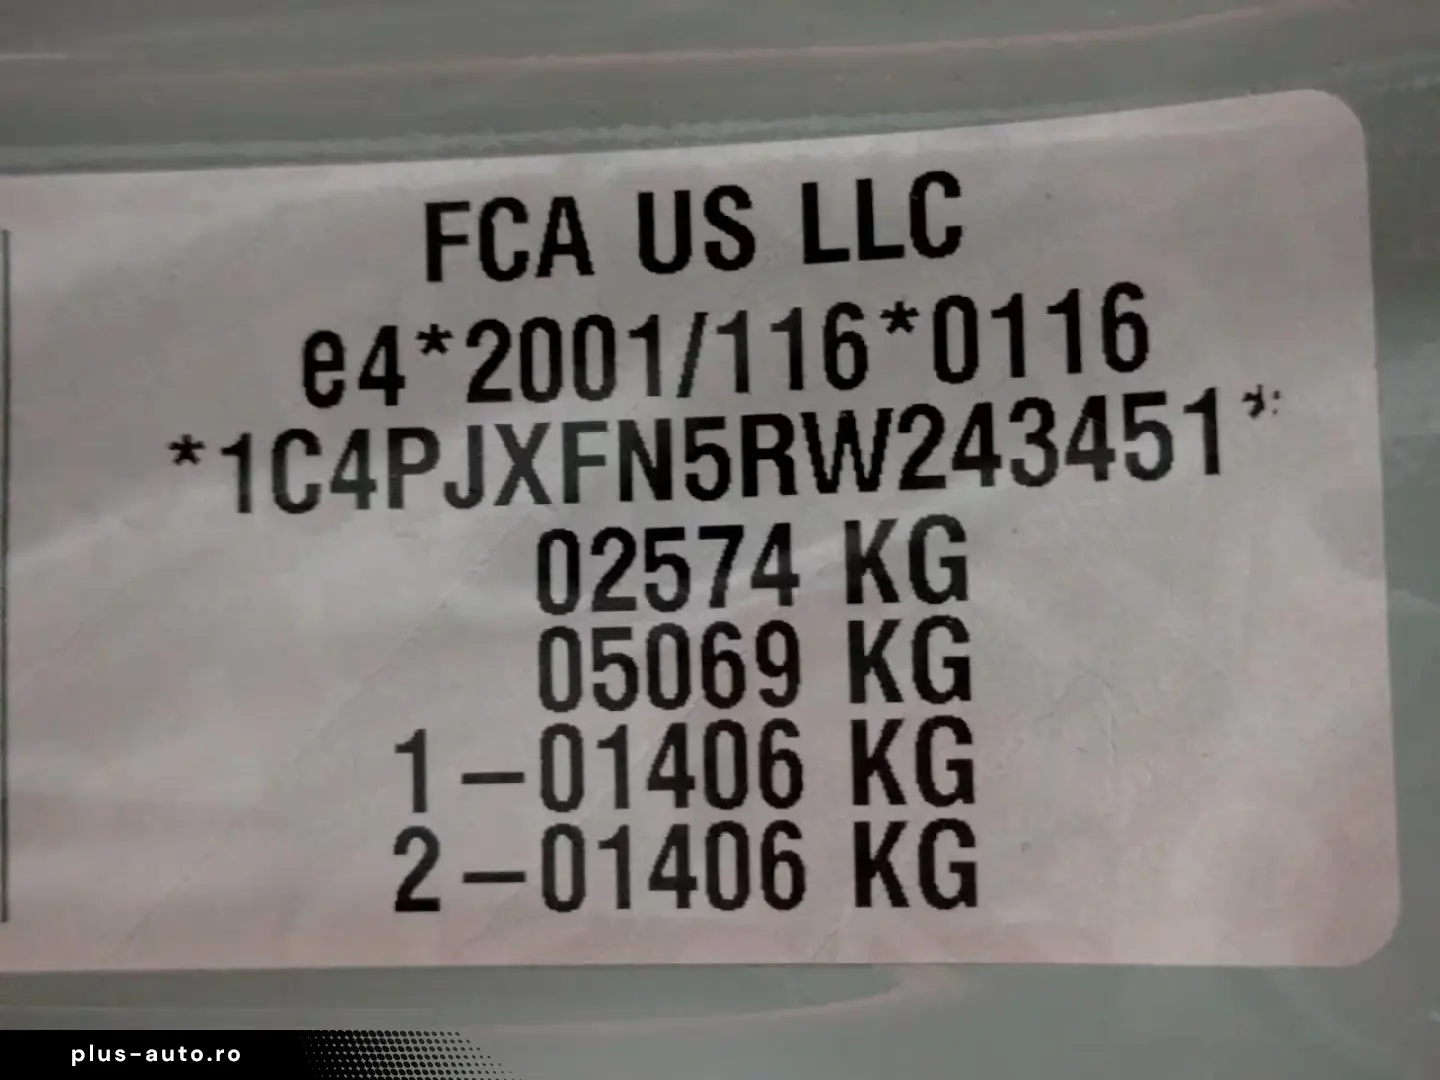 FCA US LLC
e4*2001/116*0116
*1C4PJXFN5RW243451*
02574 KG
05069 KG
1-01406 KG
2-01406 KG
plus-auto.ro